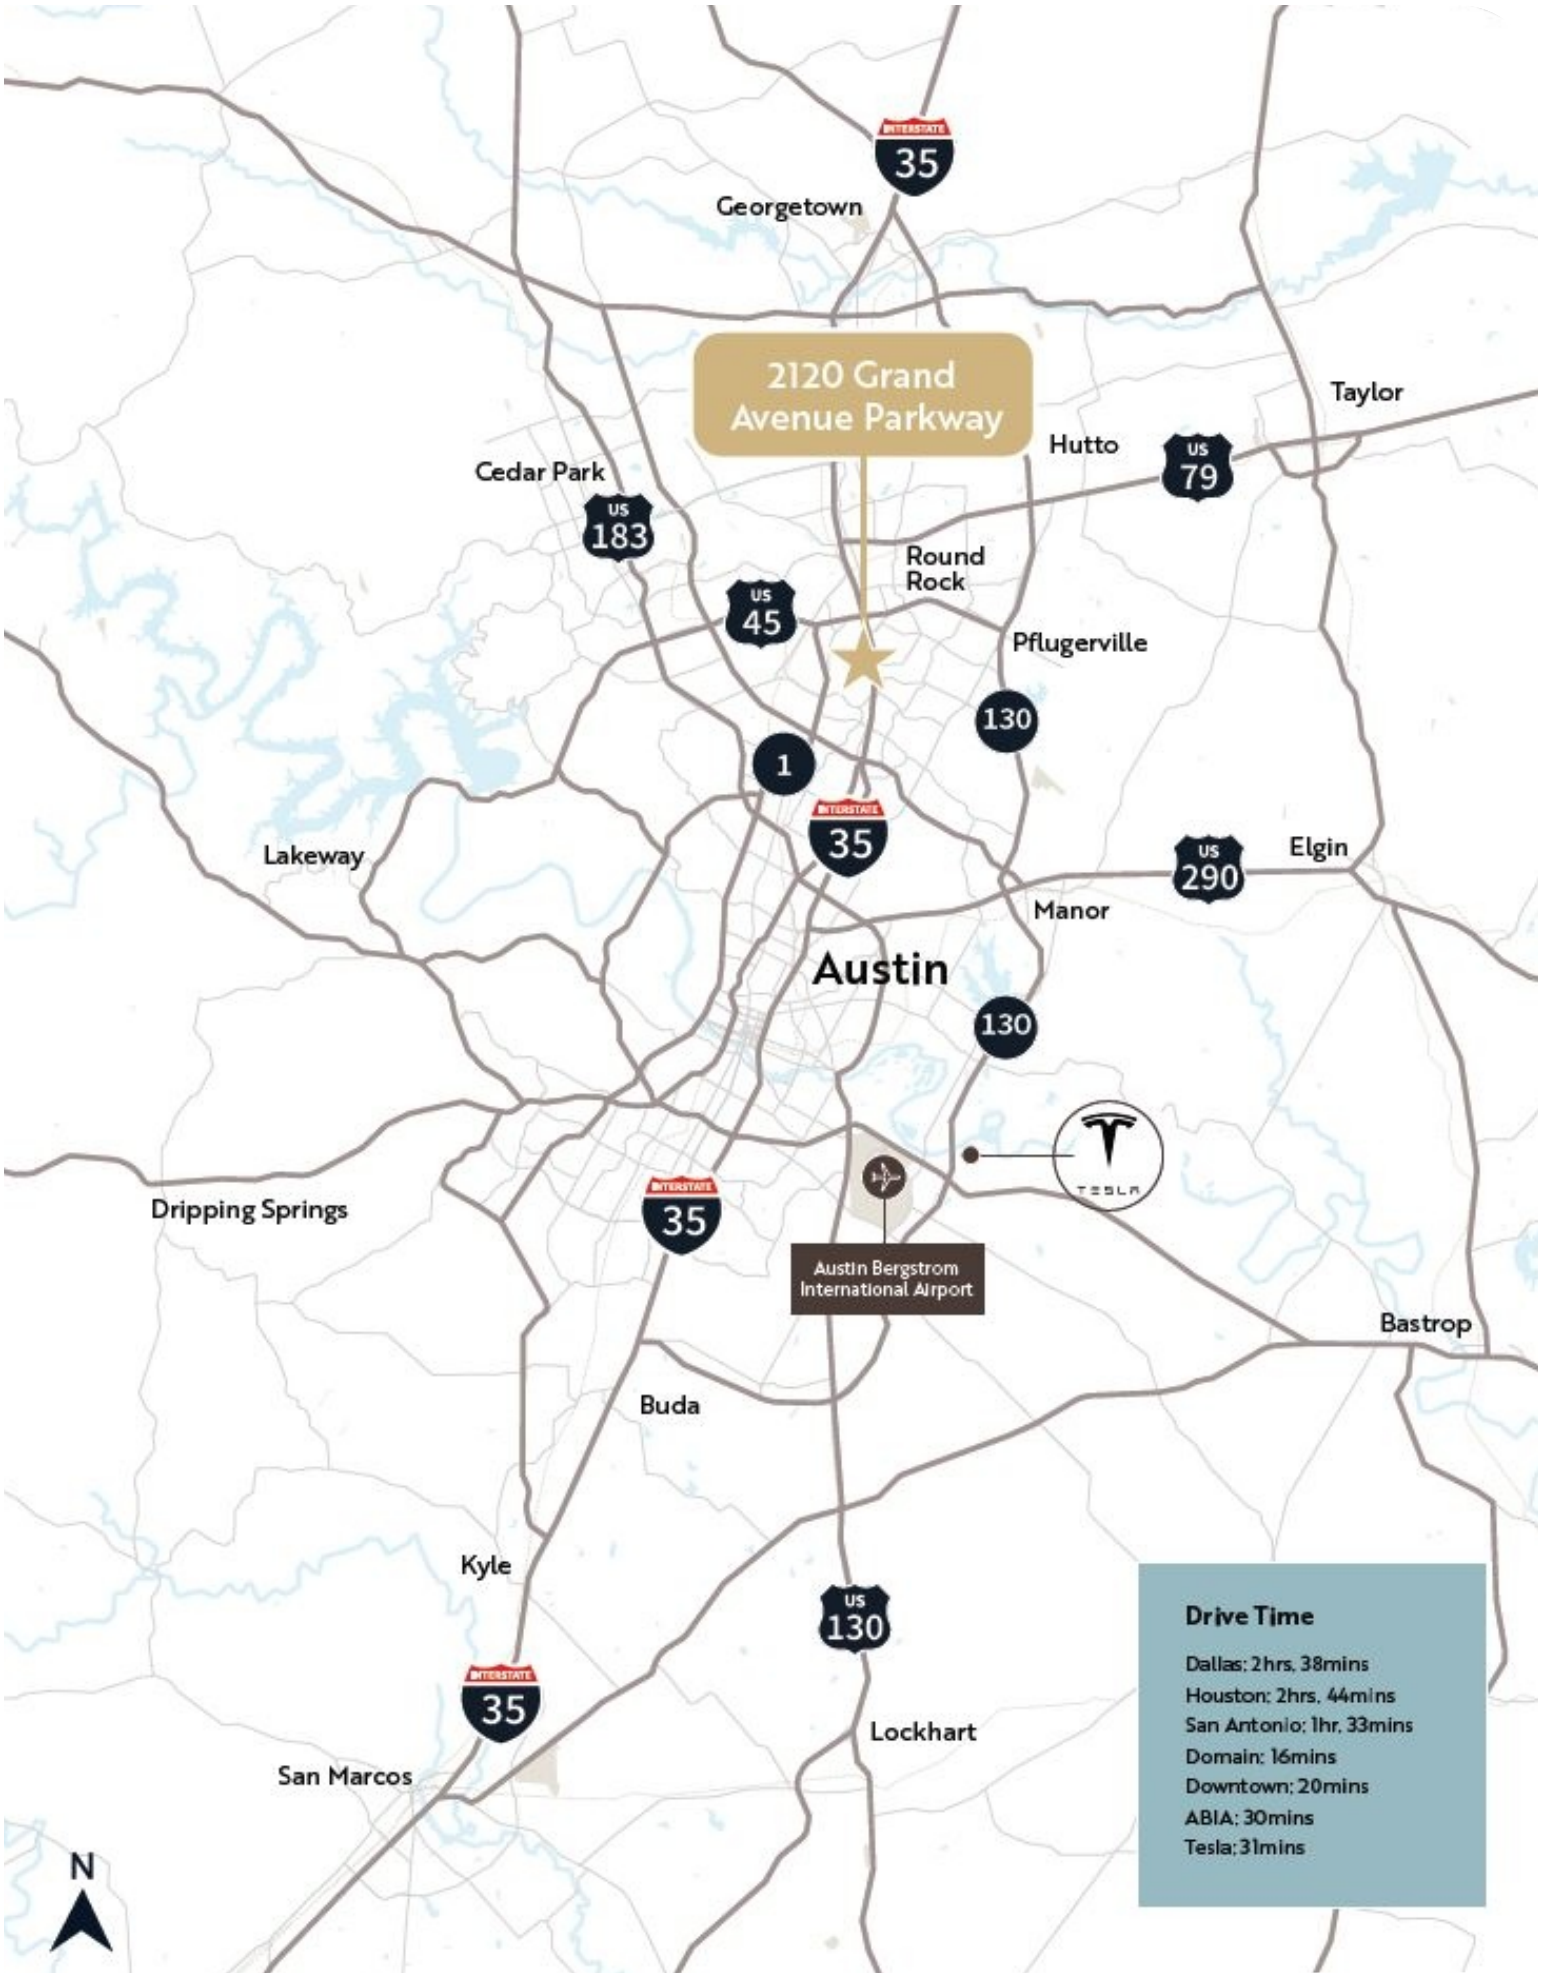 INTERSTATE
35
Georgetown
2120 Grand
Avenue Parkway
Taylor
Hutto
US
79
Cedar Park
US
183
Round
Rock
US
45
Pflugerville
130
1
INTERSTATE
35
Lakeway
US
290
Elgin
Manor
Austin
130
TESLA
INTERSTATE
35
Dripping Springs
Austin Bergstrom
International Airport
Bastrop
Buda
Kyle
US
130
INTERSTATE
35
Lockhart
San Marcos
N
Drive Time
Dallas: 2hrs, 38mins
Houston: 2hrs, 44mins
San Antonio: 1hr, 33mins
Domain: 16mins
Downtown: 20mins
ABIA: 30mins
Tesla: 31mins